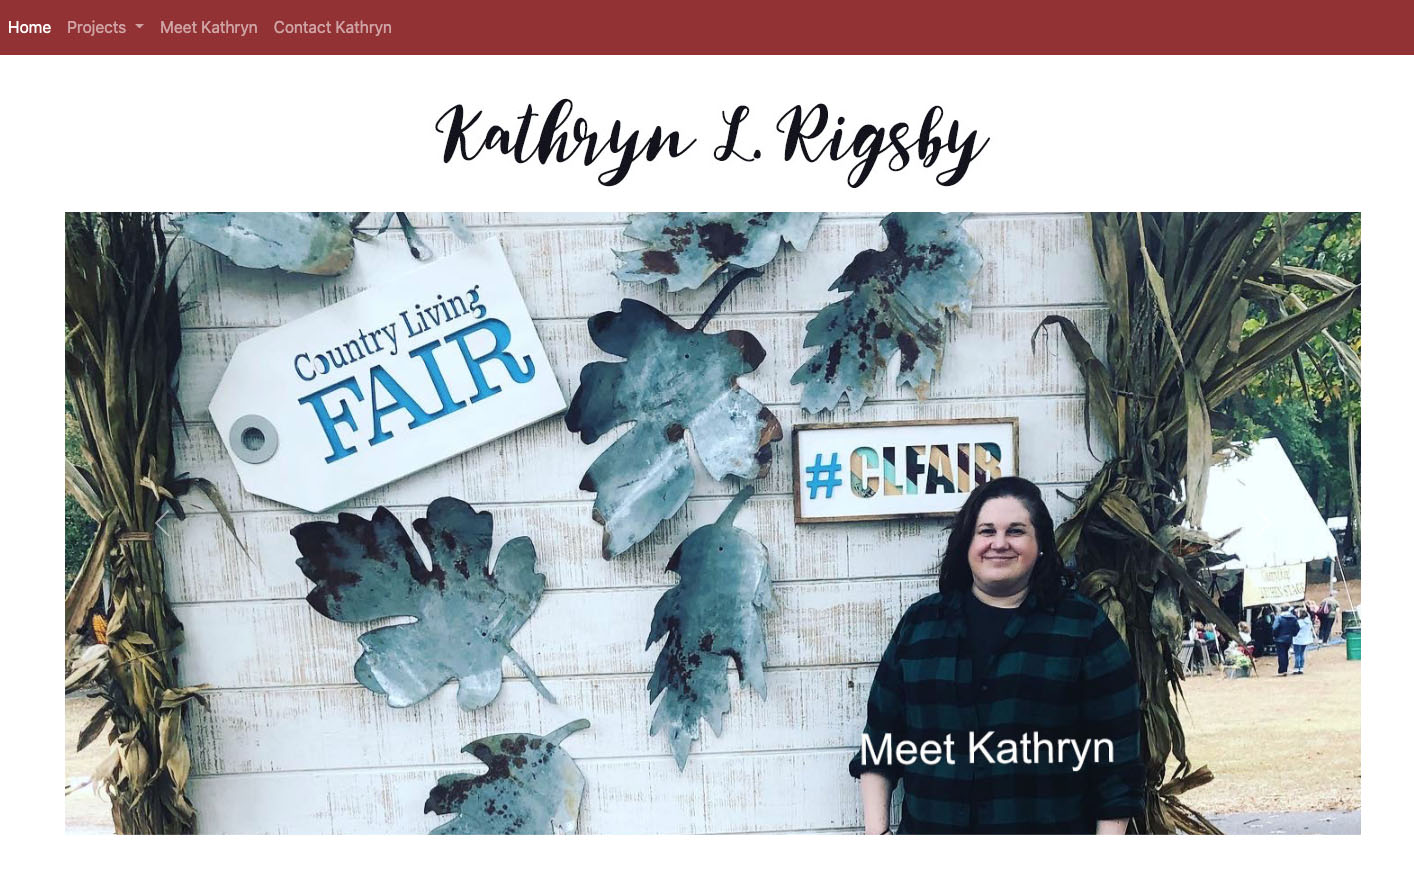 Home Projects Meet Kathryn Contact Kathryn
Kathryn L. Rigsby
Country Living
FAIR
#CLFAIR
Meet Kathryn